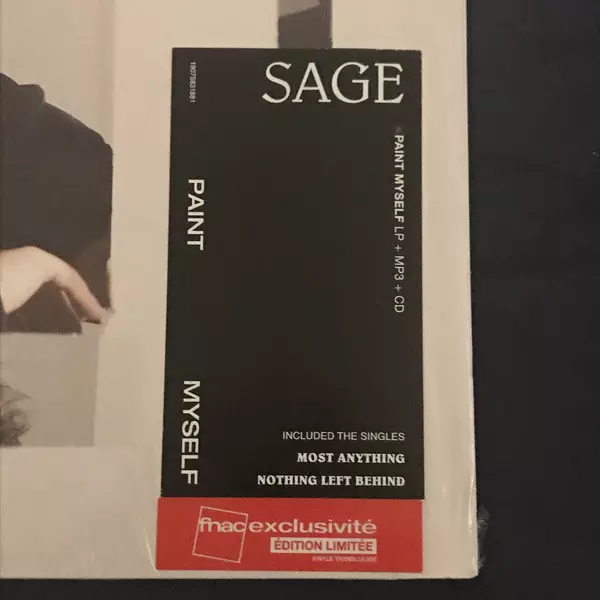 SAGE
19075831681
PAINT MYSELF LP + MP3 + CD
PAINT
MYSELF
INCLUDED THE SINGLES
MOST ANYTHING
NOTHING LEFT BEHIND
fnac exclusivité
ÉDITION LIMITÉE